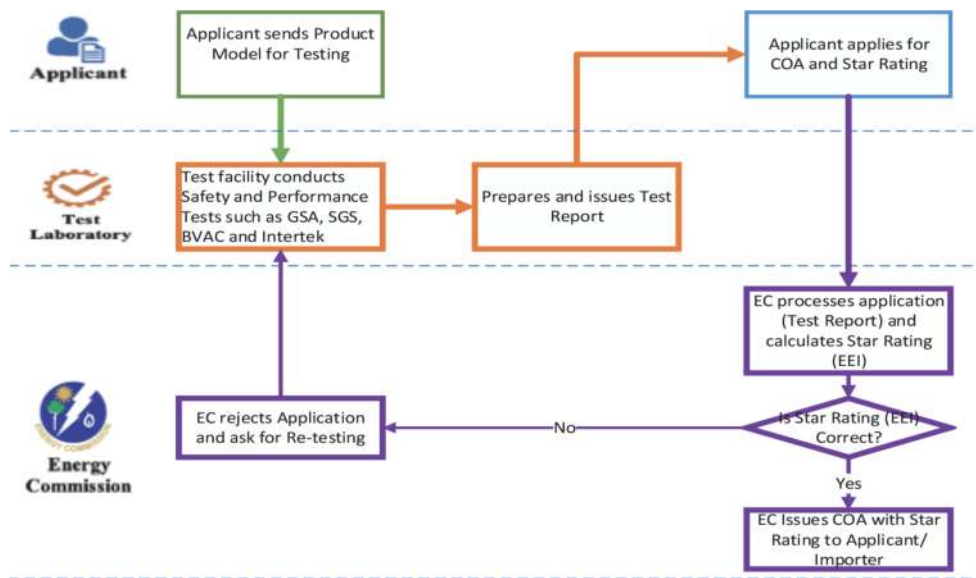 Applicant
Applicant sends Product
Model for Testing
Applicant applies for
COA and Star Rating
Test
Laboratory
Test facility conducts
Safety and Performance
Tests such as GSA, SGS,
BVAC and Intertek
Prepares and issues Test
Report
EC processes application
(Test Report) and
calculates Star Rating
(EEI)
ENERGY COMMISSION
Energy
Commission
EC rejects Application
and ask for Re-testing
No
Is Star Rating (EEI)
Correct?
Yes
EC Issues COA with Star
Rating to Applicant/
Importer